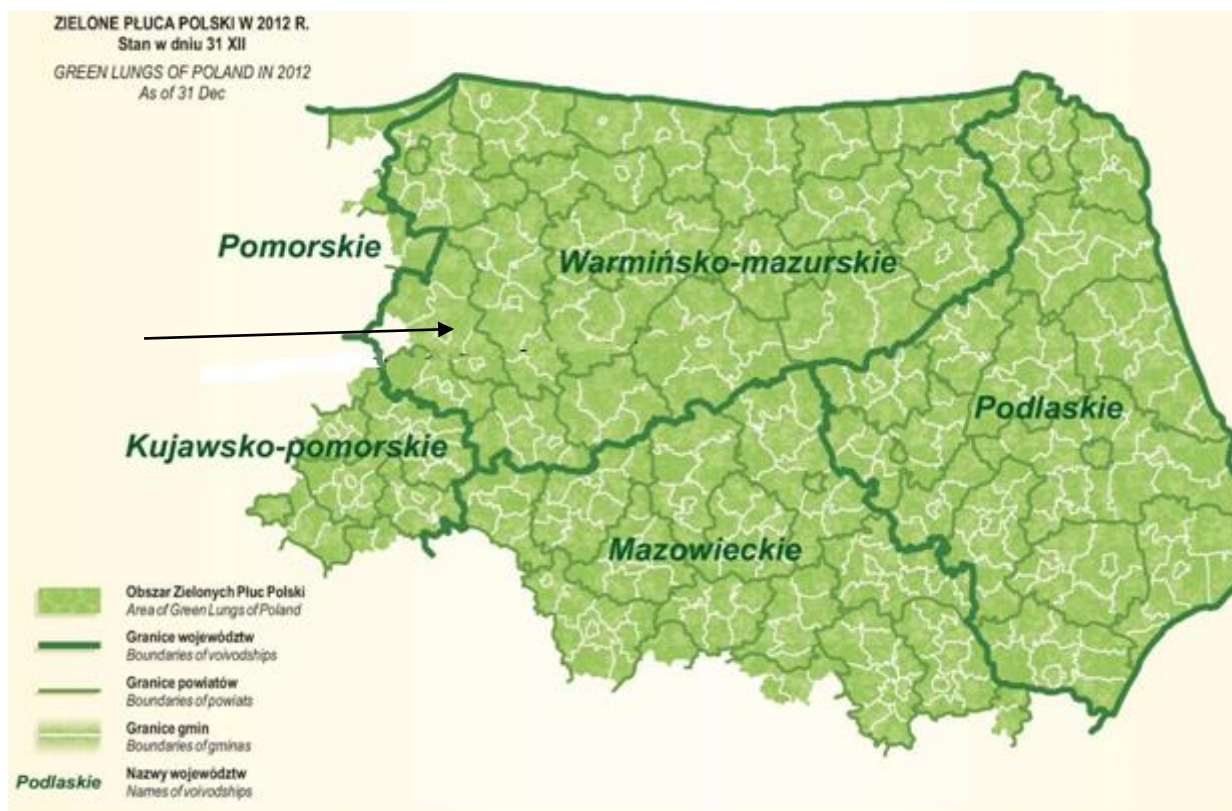 ZIELONE PŁUCA POLSKI W 2012 R.
Stan w dniu 31 XII
GREEN LUNGS OF POLAND IN 2012
As of 31 Dec
Pomorskie
Warmińsko-mazurskie
Podlaskie
Kujawsko-pomorskie
Mazowieckie
Obszar Zielonych Płuc Polski
Area of Green Lungs of Poland
Granice województw
Boundaries of voivodships
Granice powiatów
Boundaries of powiats
Granice gmin
Boundaries of gminas
Podlaskie
Nazwy województw
Names of voivodships